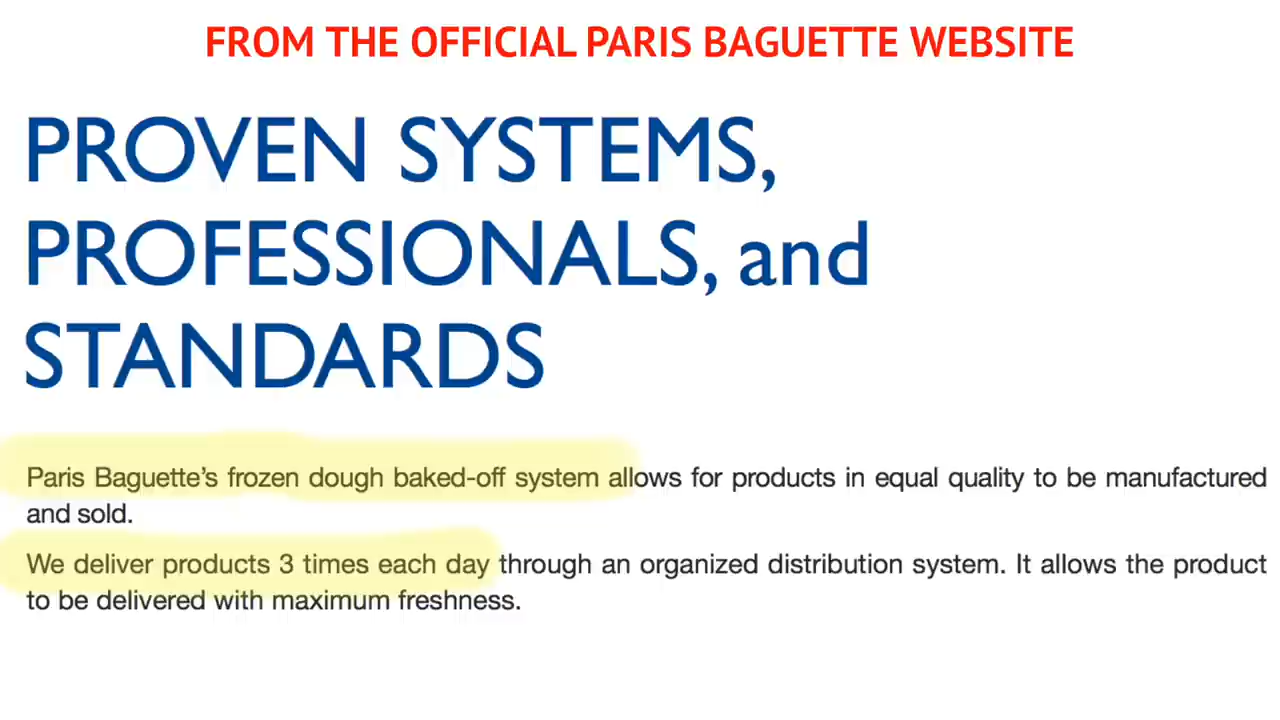 FROM THE OFFICIAL PARIS BAGUETTE WEBSITE
PROVEN SYSTEMS,
PROFESSIONALS, and
STANDARDS
Paris Baguette’s frozen dough baked-off system allows for products in equal quality to be manufactured
and sold.
We deliver products 3 times each day through an organized distribution system. It allows the product
to be delivered with maximum freshness.